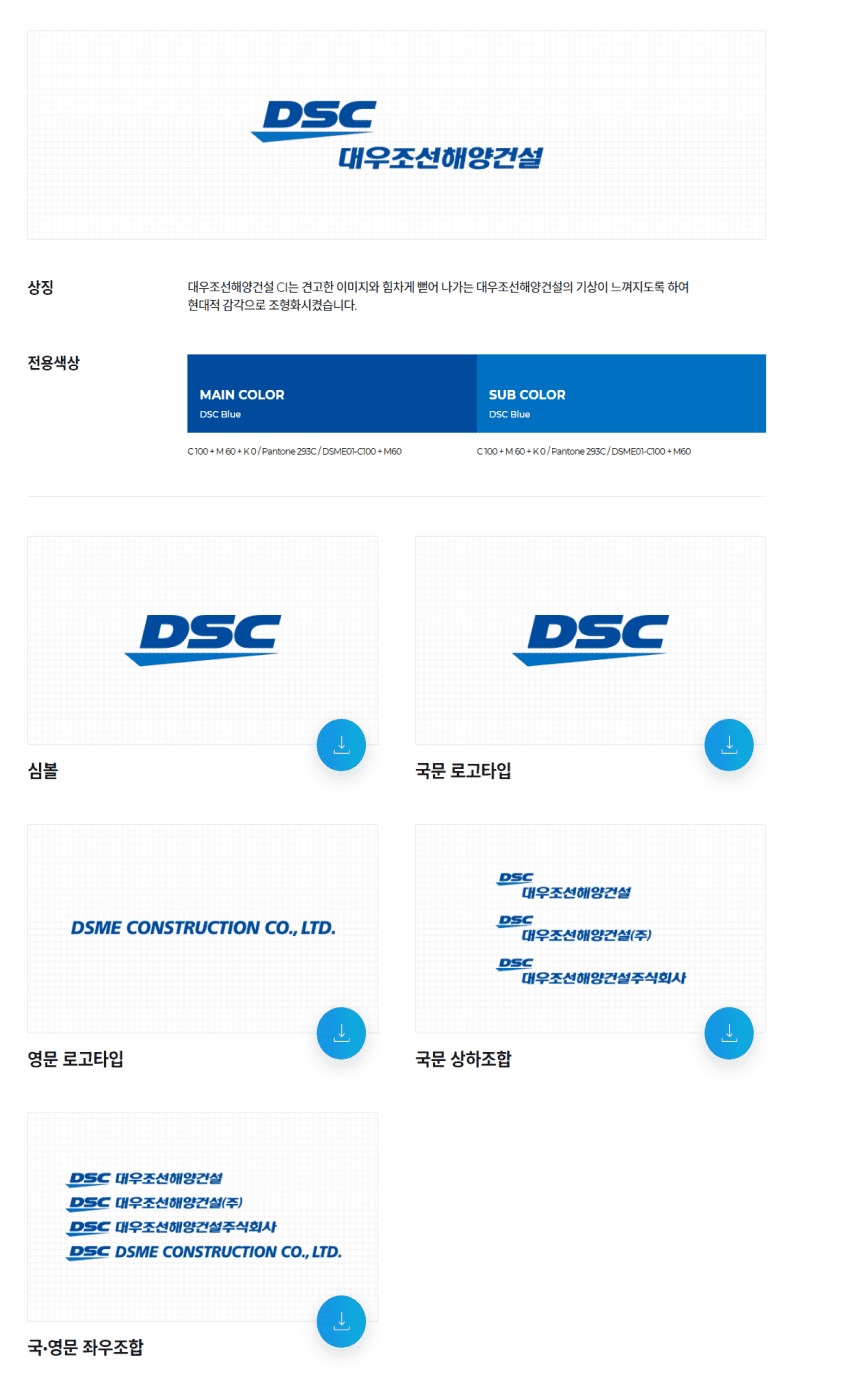 DSC
대우조선해양건설
상징
대우조선해양건설 CI는 견고한 이미지와 힘차게 뻗어 나가는 대우조선해양건설의 기상이 느껴지도록 하여
현대적 감각으로 조형화시켰습니다.
전용색상
MAIN COLOR
DSC Blue
C 100 + M 60 + K 0 / Pantone 293C / DSME01-C100 + M60
SUB COLOR
DSC Blue
C 100 + M 60 + K 0 / Pantone 293C / DSME01-C100 + M60
DSC
심볼
DSC
국문 로고타입
DSME CONSTRUCTION CO., LTD.
영문 로고타입
DSC
대우조선해양건설
DSC
대우조선해양건설(주)
DSC
대우조선해양건설주식회사
국문 상하조합
DSC 대우조선해양건설
DSC 대우조선해양건설(주)
DSC 대우조선해양건설주식회사
DSC DSME CONSTRUCTION CO., LTD.
국·영문 좌우조합